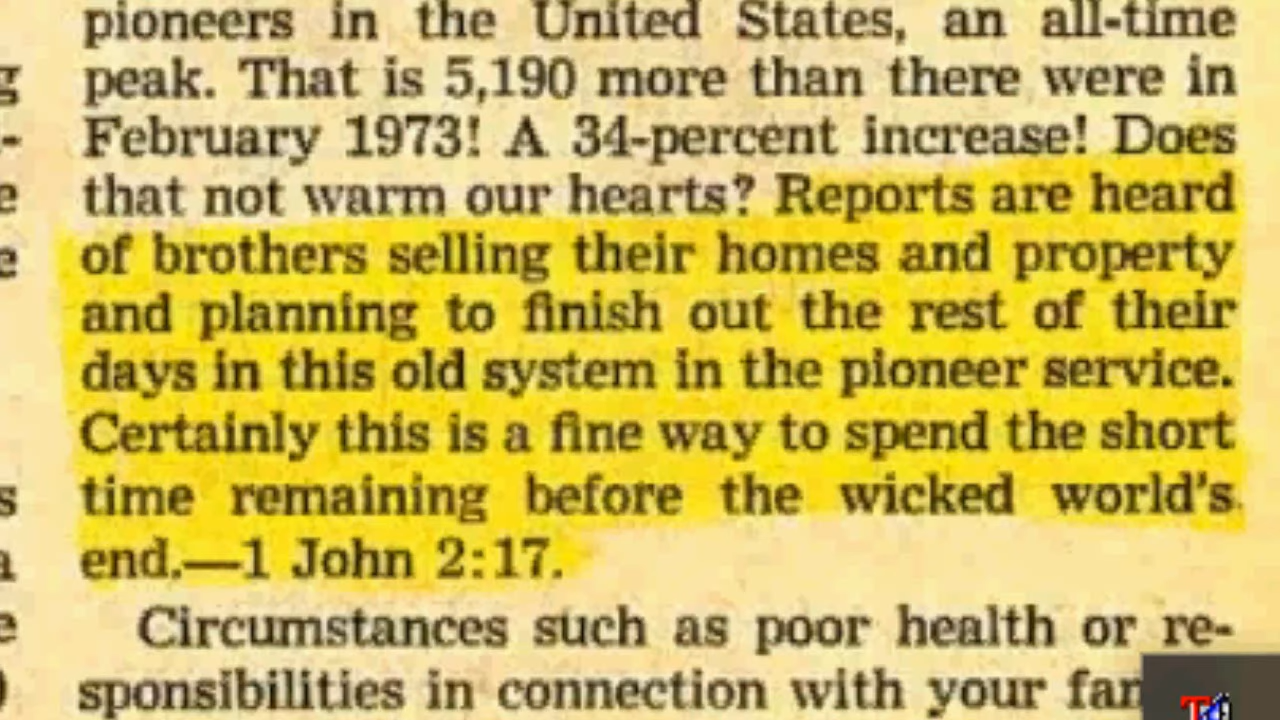 pioneers in the United States, an all-time
peak. That is 5,190 more than there were in
February 1973! A 34-percent increase! Does
that not warm our hearts? Reports are heard
of brothers selling their homes and property
and planning to finish out the rest of their
days in this old system in the pioneer service.
Certainly this is a fine way to spend the short
time remaining before the wicked world's
end.—1 John 2:17.
Circumstances such as poor health or re-
sponsibilities in connection with your